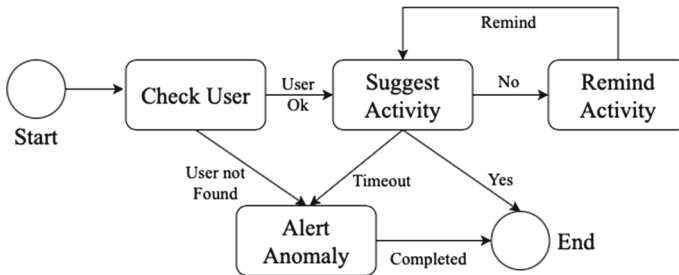 Remind
Start
Check User
User
Ok
Suggest
Activity
No
Remind
Activity
User not
Found
Timeout
Yes
Alert
Anomaly
Completed
End